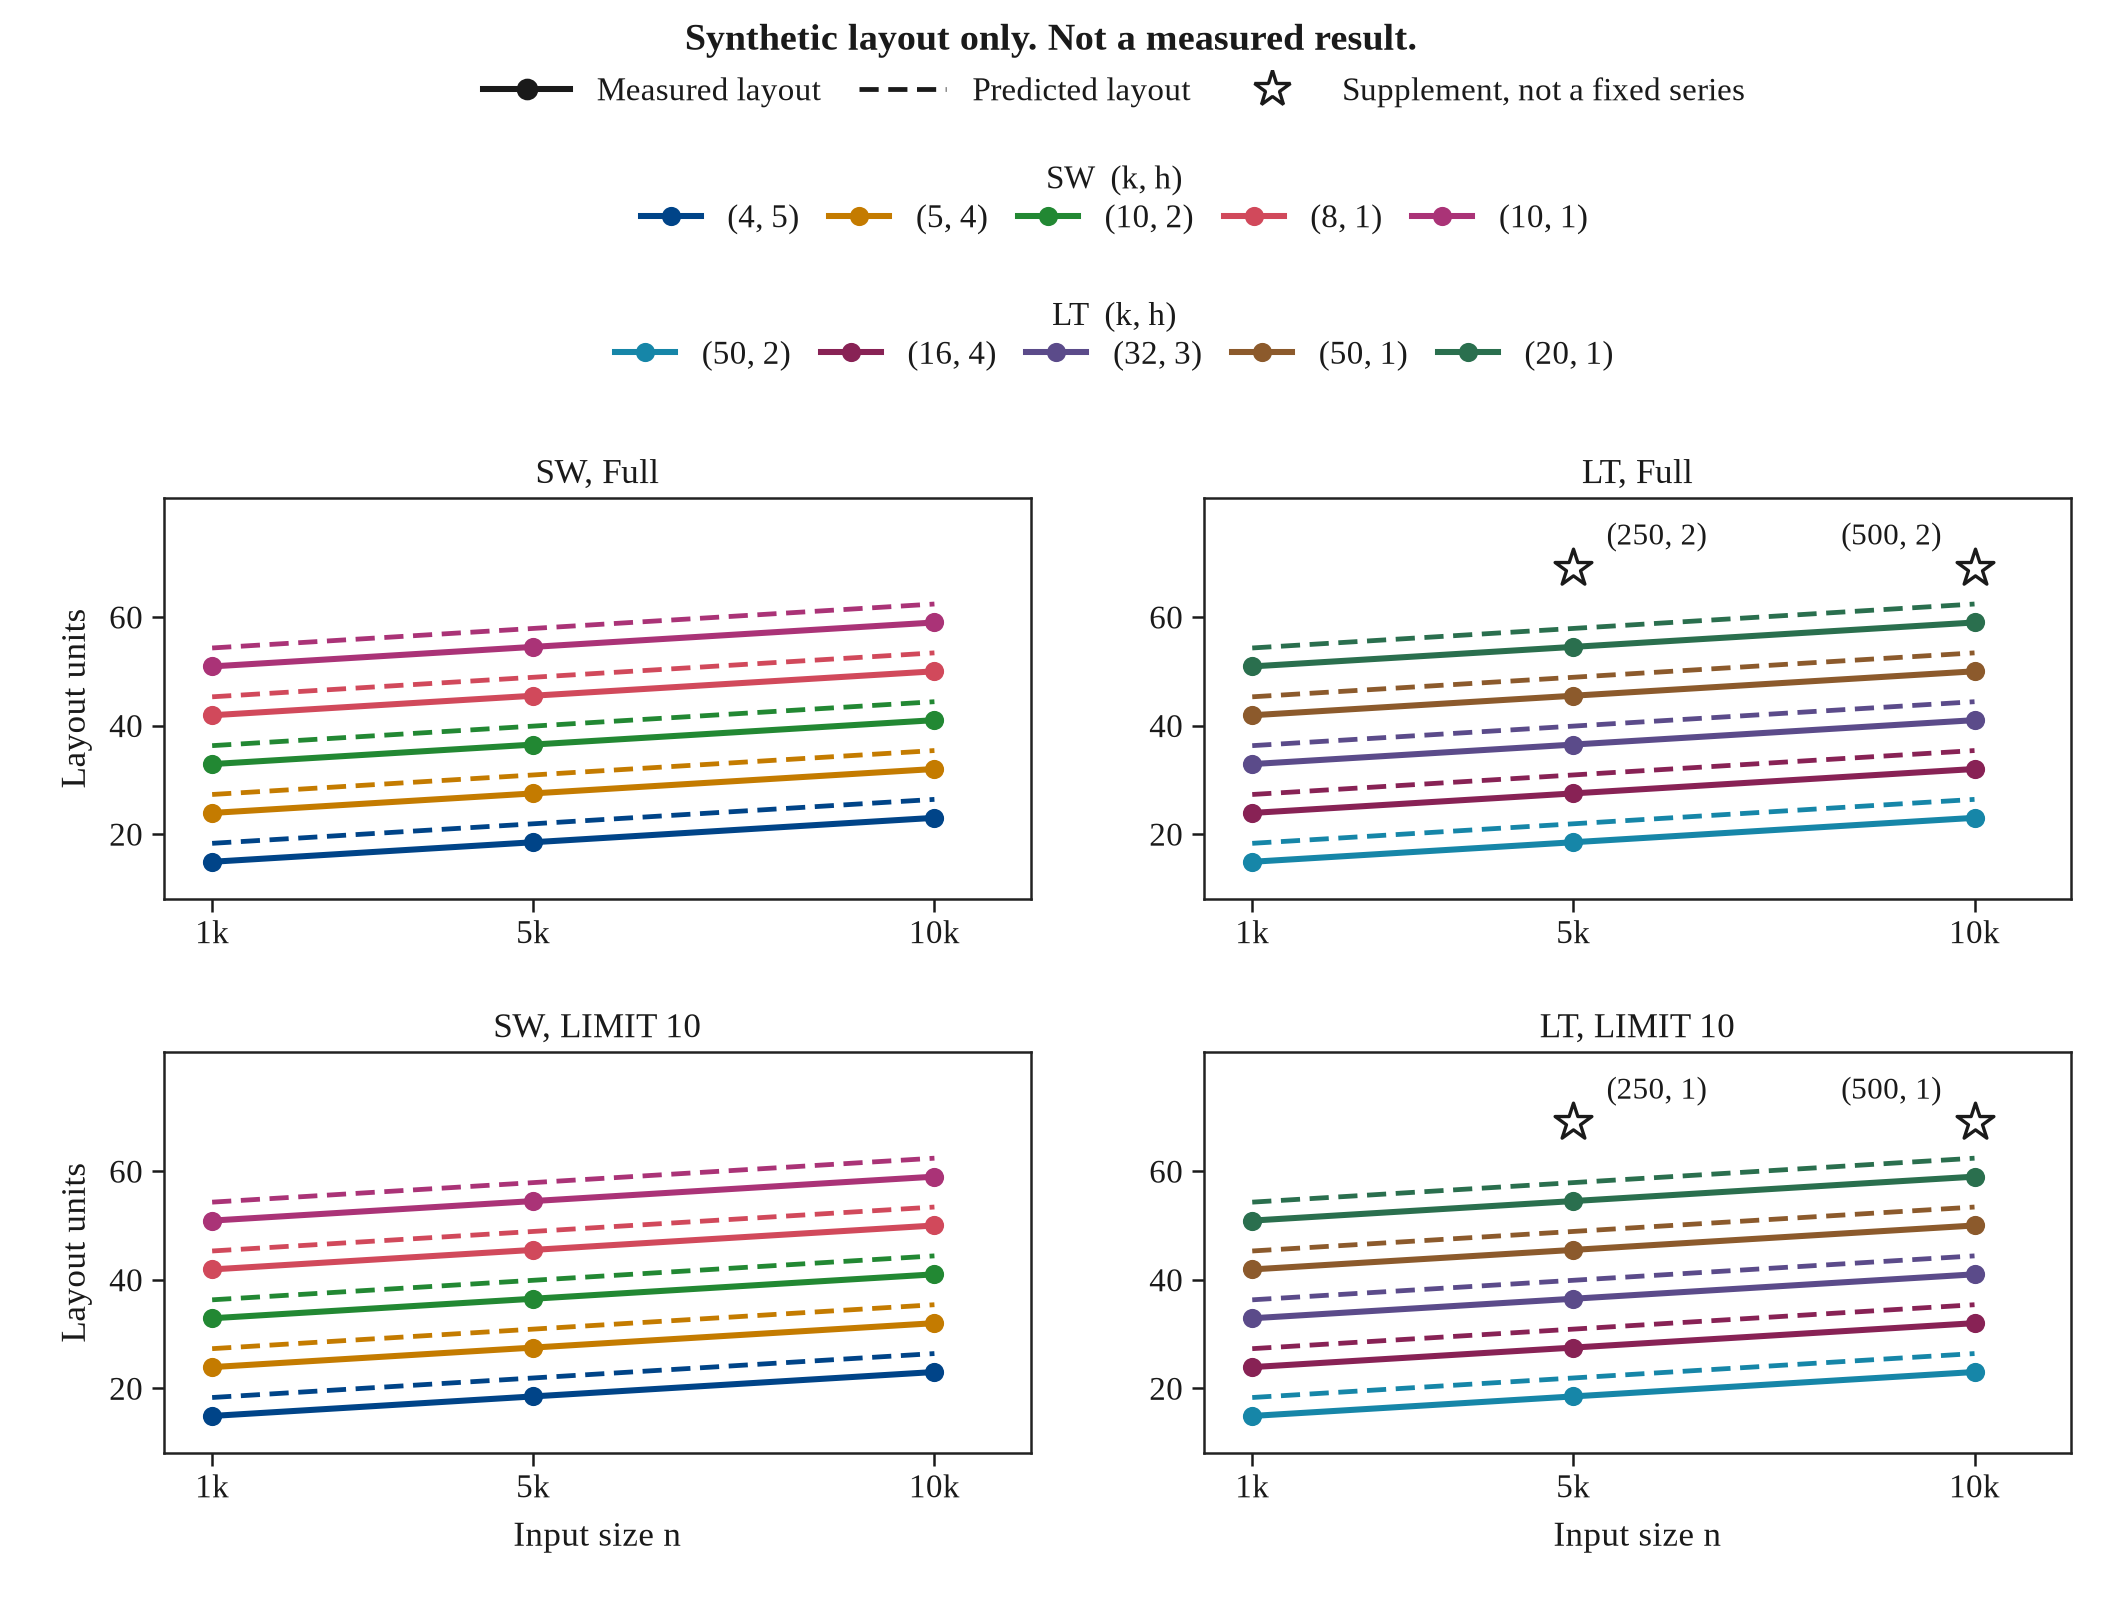 Synthetic layout only. Not a measured result.
Measured layout Predicted layout Supplement, not a fixed series
SW (k, h)
(4, 5) (5, 4) (10, 2) (8, 1) (10, 1)
LT (k, h)
(50, 2) (16, 4) (32, 3) (50, 1) (20, 1)
SW, Full
Layout units
60
40
20
1k 5k 10k
LT, Full
(250, 2) (500, 2)
60
40
20
1k 5k 10k
SW, LIMIT 10
Layout units
60
40
20
1k 5k 10k
Input size n
LT, LIMIT 10
(250, 1) (500, 1)
60
40
20
1k 5k 10k
Input size n